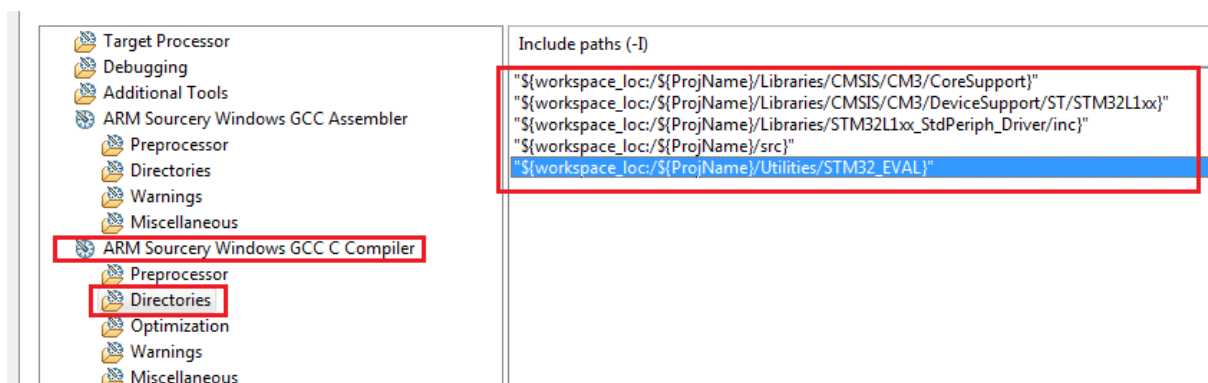 Target Processor
Debugging
Additional Tools
ARM Sourcery Windows GCC Assembler
Preprocessor
Directories
Warnings
Miscellaneous
ARM Sourcery Windows GCC C Compiler
Preprocessor
Directories
Optimization
Warnings
Miscellaneous
Include paths (-I)
"${workspace_loc:/${ProjName}/Libraries/CMSIS/CM3/CoreSupport}"
"${workspace_loc:/${ProjName}/Libraries/CMSIS/CM3/DeviceSupport/ST/STM32L1xx}"
"${workspace_loc:/${ProjName}/Libraries/STM32L1xx_StdPeriph_Driver/inc}"
"${workspace_loc:/${ProjName}/src}"
"${workspace_loc:/${ProjName}/Utilities/STM32_EVAL}"